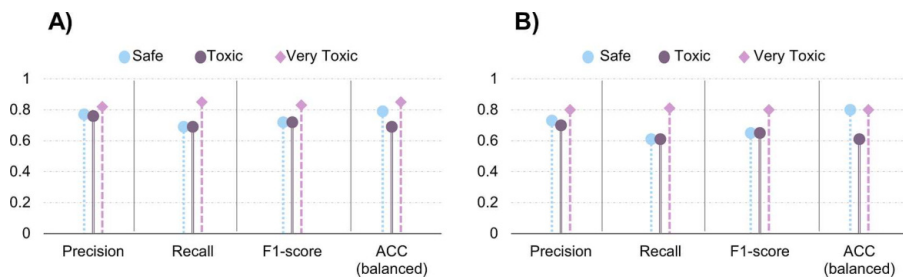 A)
Safe Toxic Very Toxic
1
0.8
0.6
0.4
0.2
0
Precision Recall F1-score ACC
(balanced)
B)
Safe Toxic Very Toxic
1
0.8
0.6
0.4
0.2
0
Precision Recall F1-score ACC
(balanced)